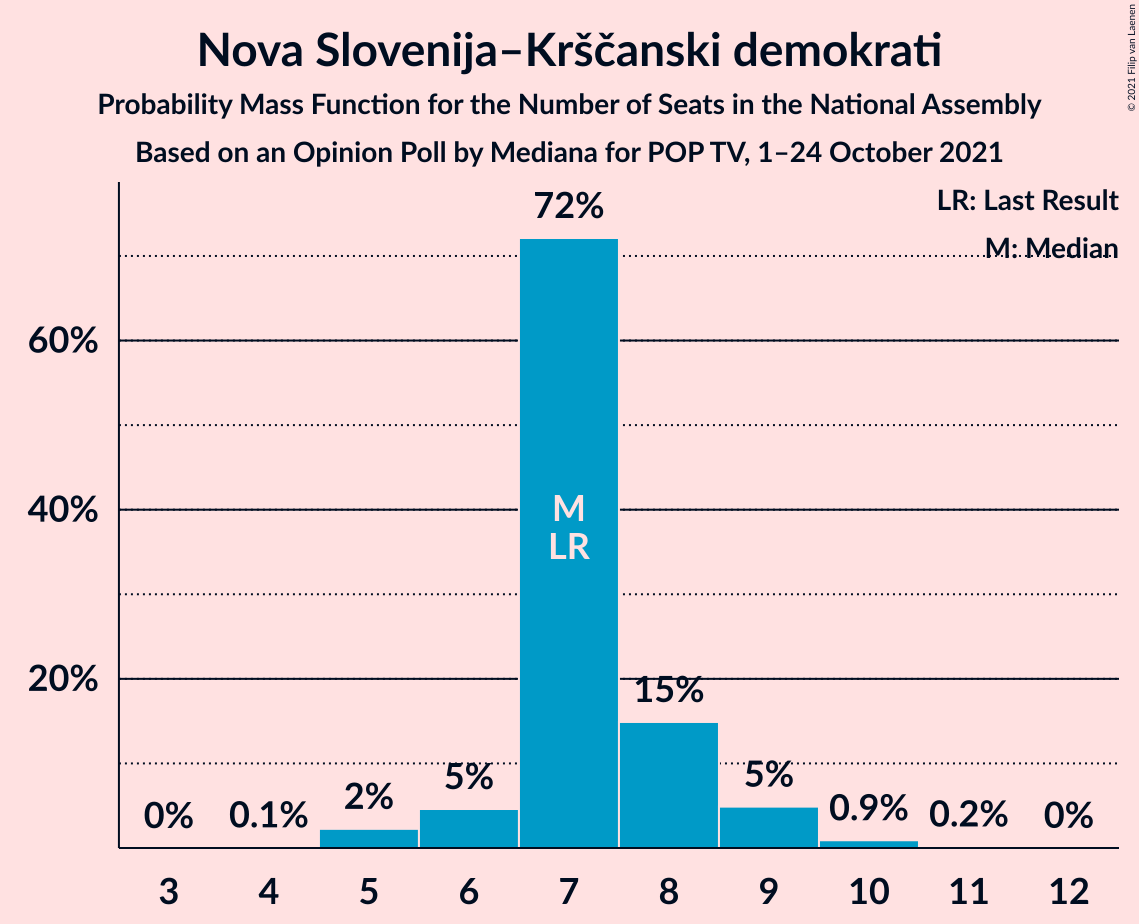 Nova Slovenija–Krščanski demokrati
Probability Mass Function for the Number of Seats in the National Assembly
Based on an Opinion Poll by Mediana for POP TV, 1–24 October 2021
© 2021 Filip van Laenen
LR: Last Result
M: Median
72%
60%
40%
20%
M
LR
0%
0.1%
2%
5%
15%
5%
0.9%
0.2%
0%
3 4 5 6 7 8 9 10 11 12